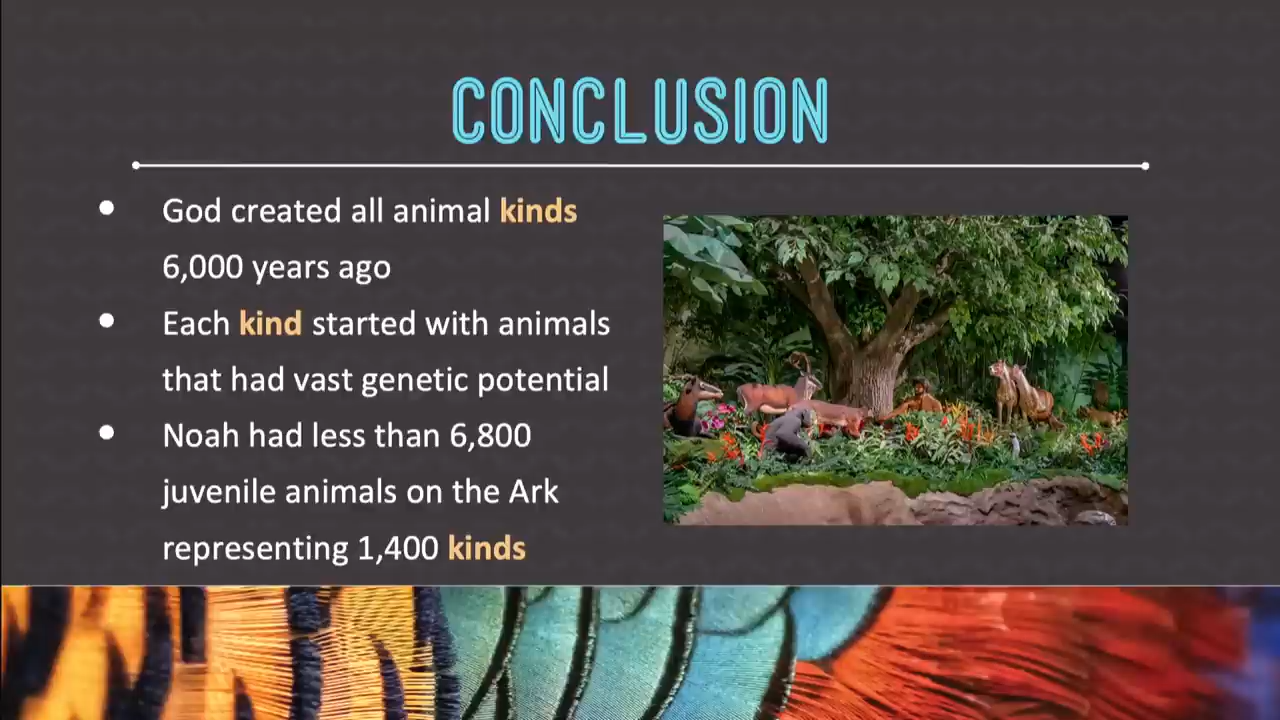 CONCLUSION
• God created all animal kinds
6,000 years ago
• Each kind started with animals
that had vast genetic potential
• Noah had less than 6,800
juvenile animals on the Ark
representing 1,400 kinds